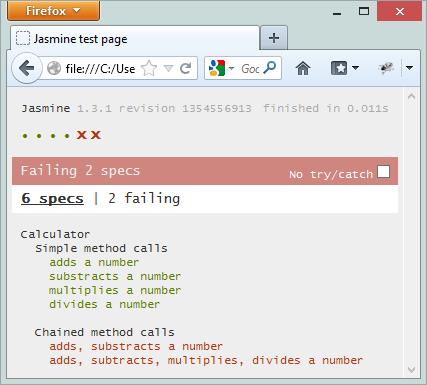 Firefox
Jasmine test page
file:///C:/Use
Goo
Jasmine 1.3.1 revision 1354556913 finished in 0.011s
• • • • x x
Failing 2 specs
No try/catch
6 specs | 2 failing
Calculator
Simple method calls
adds a number
substracts a number
multiplies a number
divides a number
Chained method calls
adds, substracts a number
adds, subtracts, multiplies, divides a number